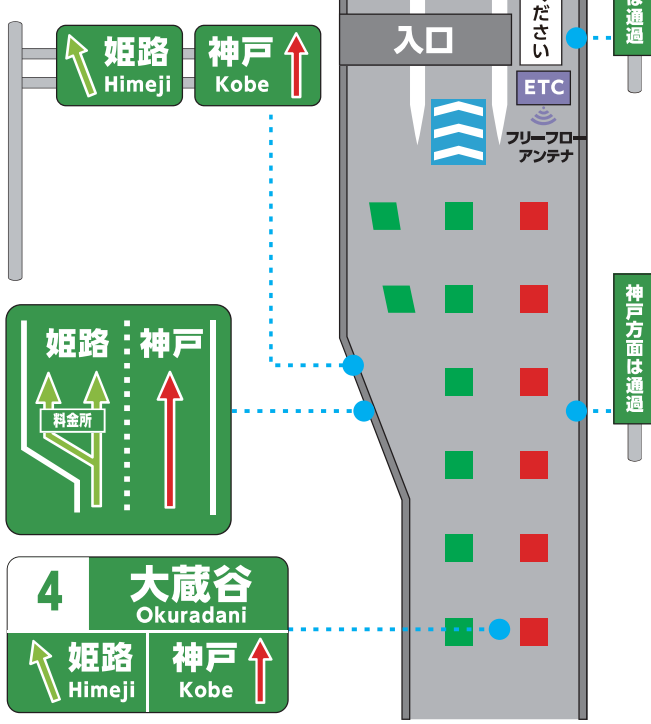 姫路
Himeji
神戸
Kobe
入口
ださい
は通過
ETC
フリーフロー
アンテナ
姫路
神戸
料金所
神戸方面は通過
4
大蔵谷
Okuradani
姫路
Himeji
神戸
Kobe